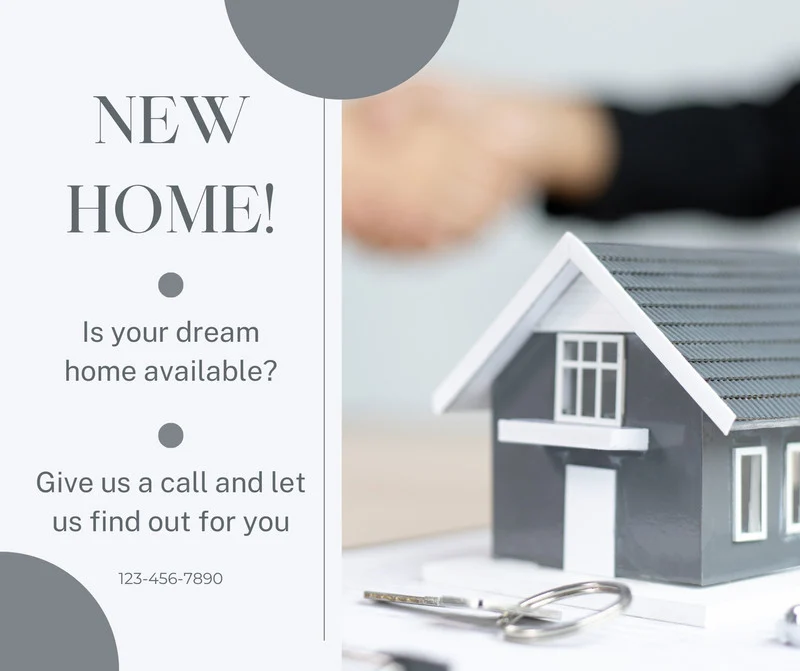 NEW
HOME!
Is your dream
home available?
Give us a call and let
us find out for you
123-456-7890